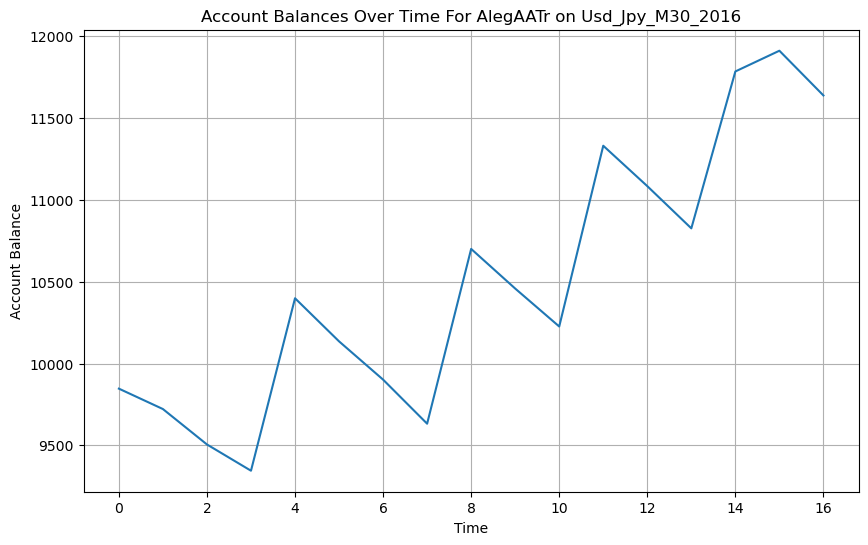 Account Balances Over Time For AlegAATr on Usd_Jpy_M30_2016
12000
11500
11000
10500
10000
9500
Account Balance
0 2 4 6 8 10 12 14 16
Time